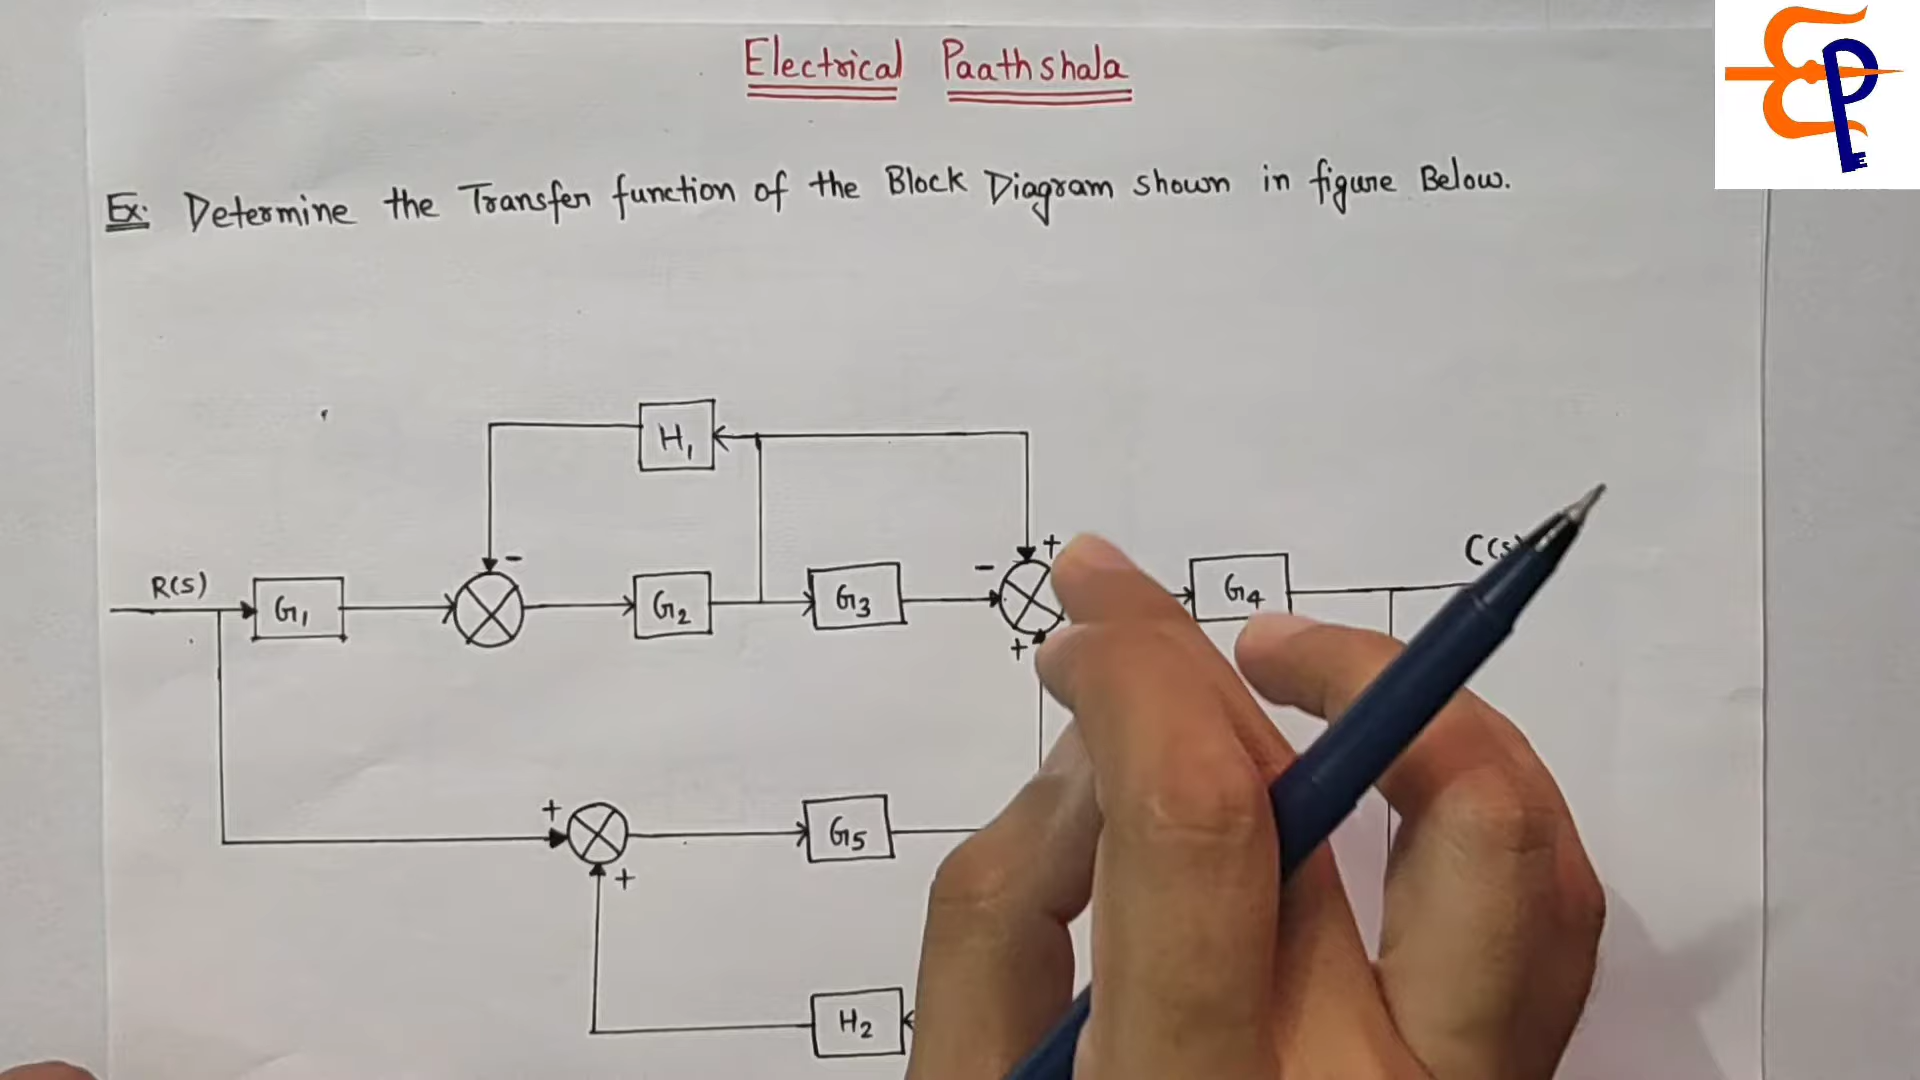 Electrical Paathshala
EP
Ex. Determine the Transfer function of the Block Diagram shown in figure Below.
H1
-
+
R(s)
G1
G2
G3
-
G4
C(s)
+
+
G5
+
H2